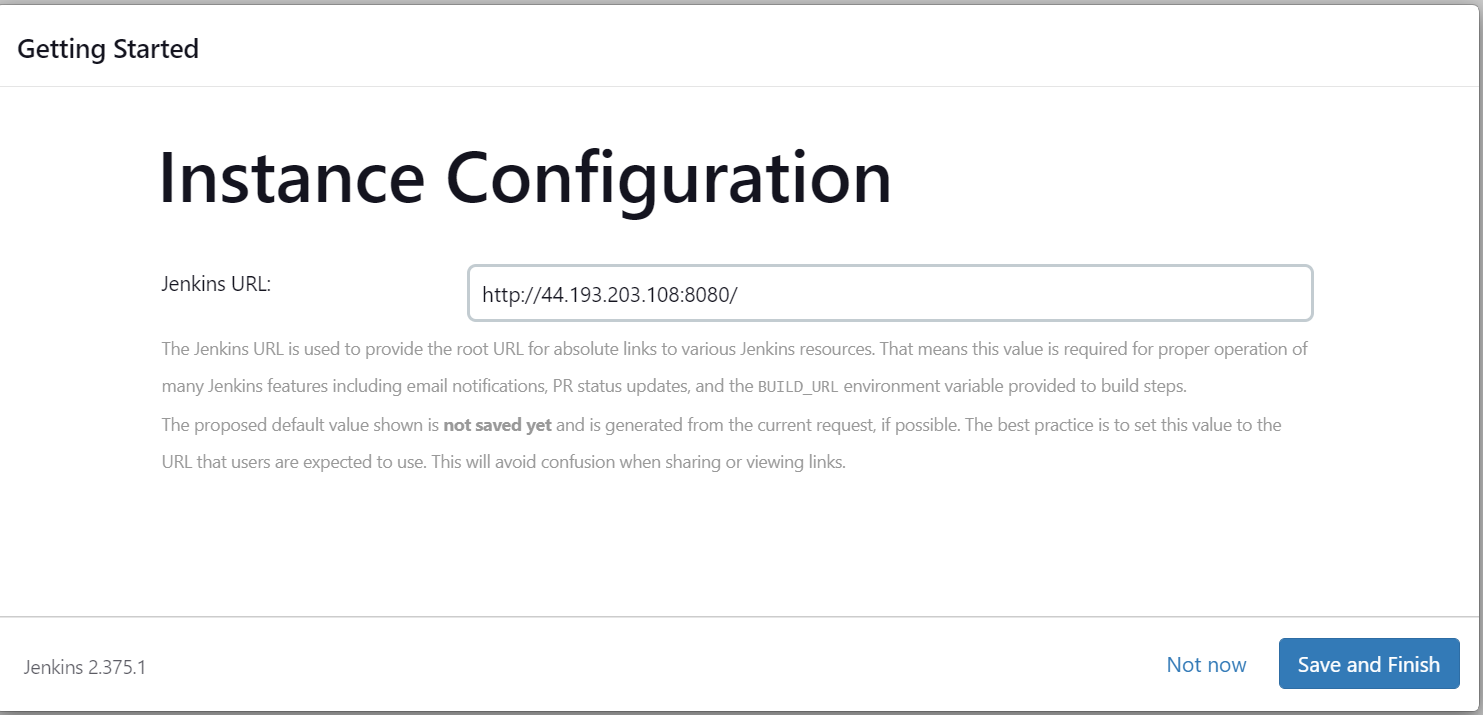 Getting Started
Instance Configuration
Jenkins URL:
http://44.193.203.108:8080/
The Jenkins URL is used to provide the root URL for absolute links to various Jenkins resources. That means this value is required for proper operation of
many Jenkins features including email notifications, PR status updates, and the BUILD_URL environment variable provided to build steps.
The proposed default value shown is not saved yet and is generated from the current request, if possible. The best practice is to set this value to the
URL that users are expected to use. This will avoid confusion when sharing or viewing links.
Jenkins 2.375.1
Not now
Save and Finish